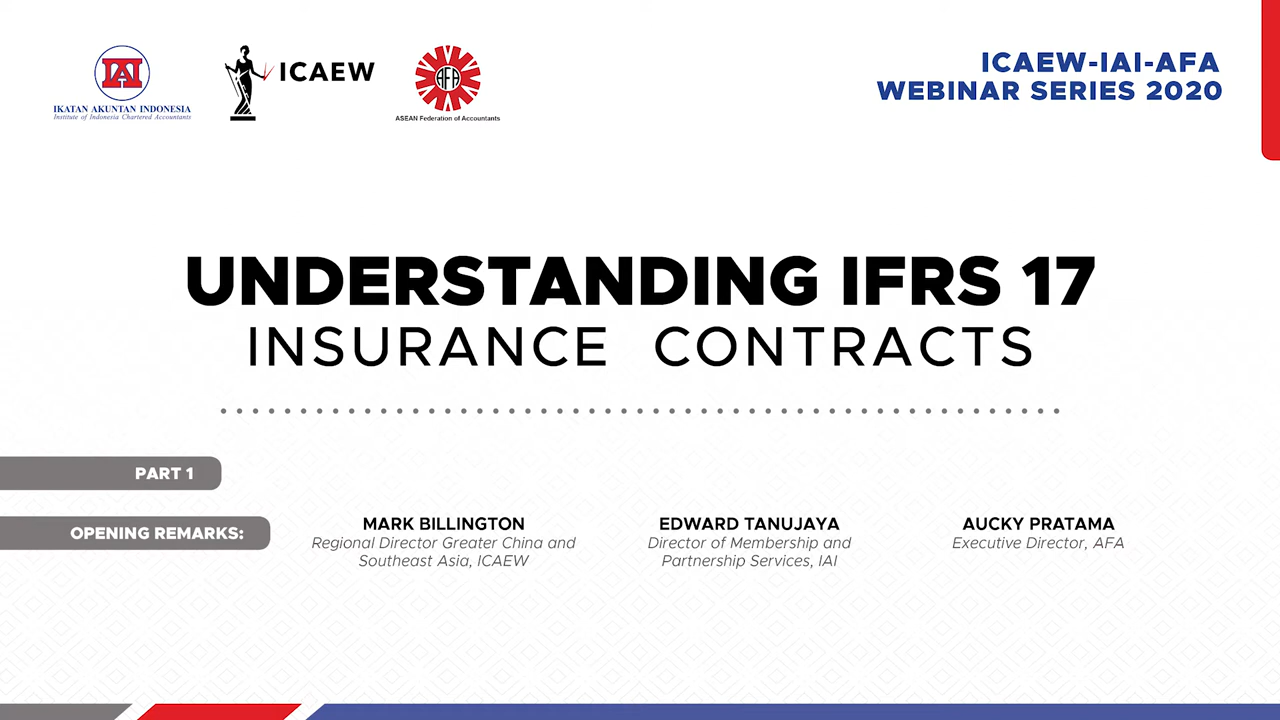 IAI
IKATAN AKUNTAN INDONESIA
Institute of Indonesia Chartered Accountants
ICAEW
AFA
ASEAN Federation of Accountants
ICAEW-IAI-AFA
WEBINAR SERIES 2020
UNDERSTANDING IFRS 17
INSURANCE CONTRACTS
PART 1
OPENING REMARKS:
MARK BILLINGTON
Regional Director Greater China and
Southeast Asia, ICAEW
EDWARD TANUJAYA
Director of Membership and
Partnership Services, IAI
AUCKY PRATAMA
Executive Director, AFA